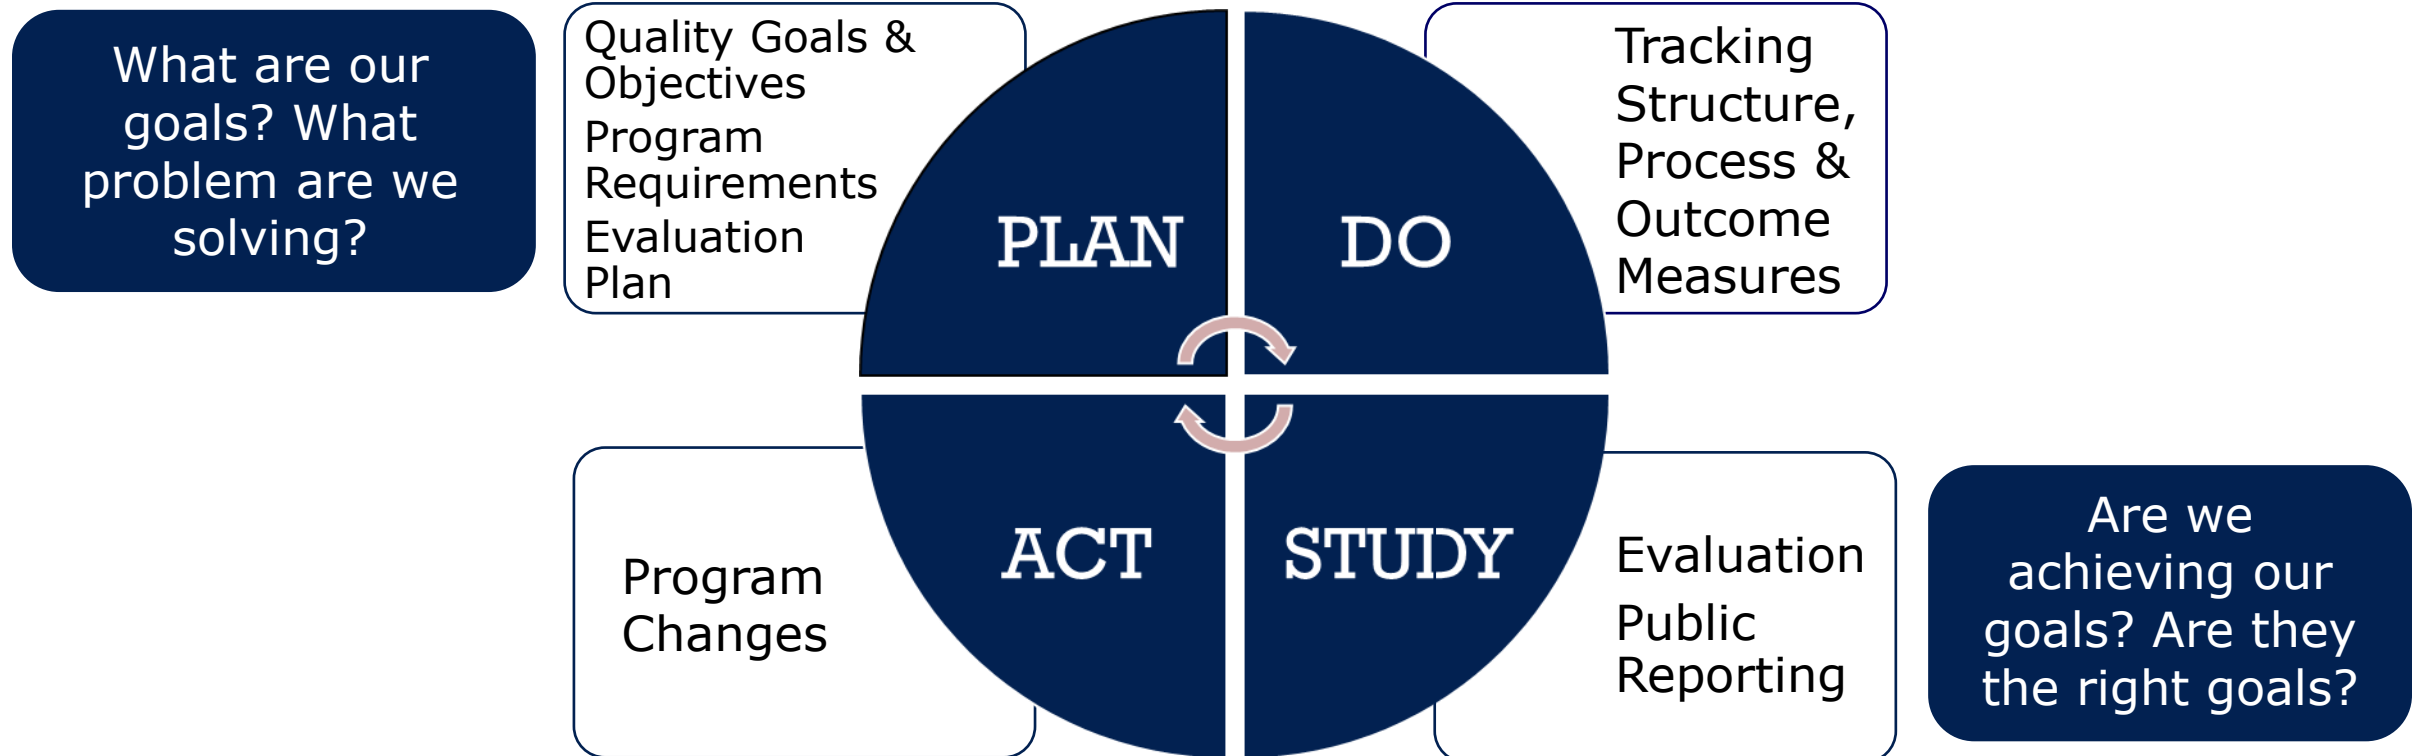 What are our
goals? What
problem are we
solving?
Quality Goals &
Objectives
Program
Requirements
Evaluation
Plan
PLAN
DO
Tracking
Structure,
Process &
Outcome
Measures
Program
Changes
ACT
STUDY
Evaluation
Public
Reporting
Are we
achieving our
goals? Are they
the right goals?